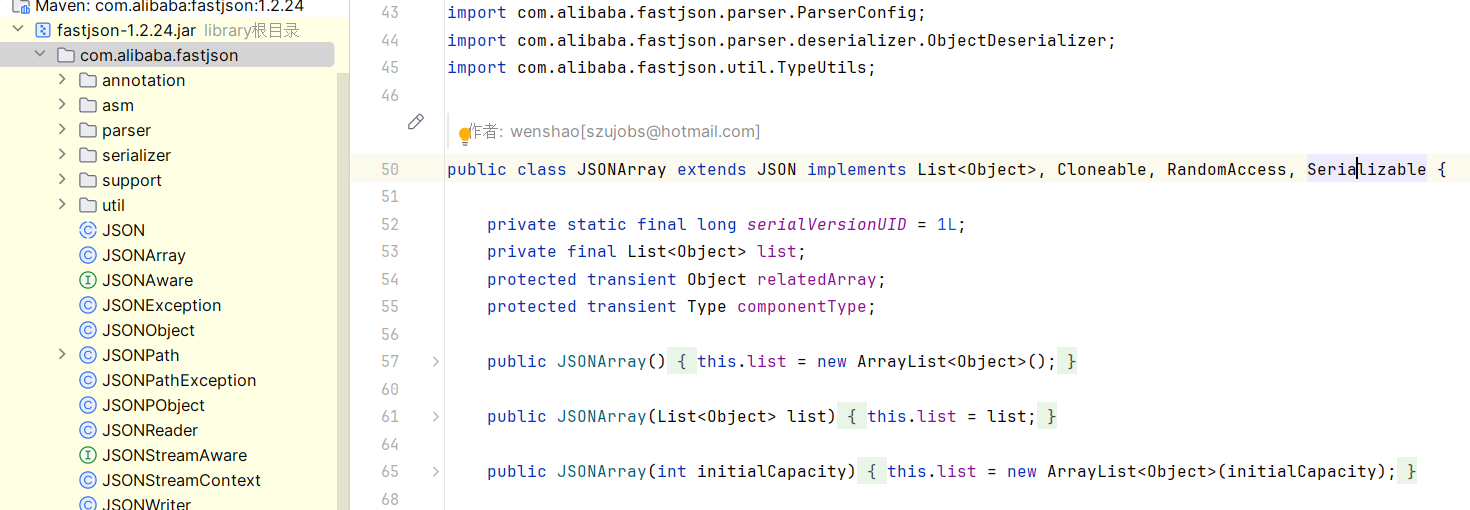 Maven: com.alibaba:fastjson:1.2.24
fastjson-1.2.24.jar library根目录
com.alibaba.fastjson
annotation
asm
parser
serializer
support
util
JSON
JSONArray
JSONAware
JSONException
JSONObject
JSONPath
JSONPathException
JSONPObject
JSONReader
JSONStreamAware
JSONStreamContext
JSONWriter
43 import com.alibaba.fastjson.parser.ParserConfig;
44 import com.alibaba.fastjson.parser.deserializer.ObjectDeserializer;
45 import com.alibaba.fastjson.util.TypeUtils;
46
作者: wenshao[szujobs@hotmail.com]
50 public class JSONArray extends JSON implements List<Object>, Cloneable, RandomAccess, Serializable {
51
52 private static final long serialVersionUID = 1L;
53 private final List<Object> list;
54 protected transient Object relatedArray;
55 protected transient Type componentType;
56
57 public JSONArray() { this.list = new ArrayList<Object>(); }
60
61 public JSONArray(List<Object> list) { this.list = list; }
64
65 public JSONArray(int initialCapacity) { this.list = new ArrayList<Object>(initialCapacity); }
68